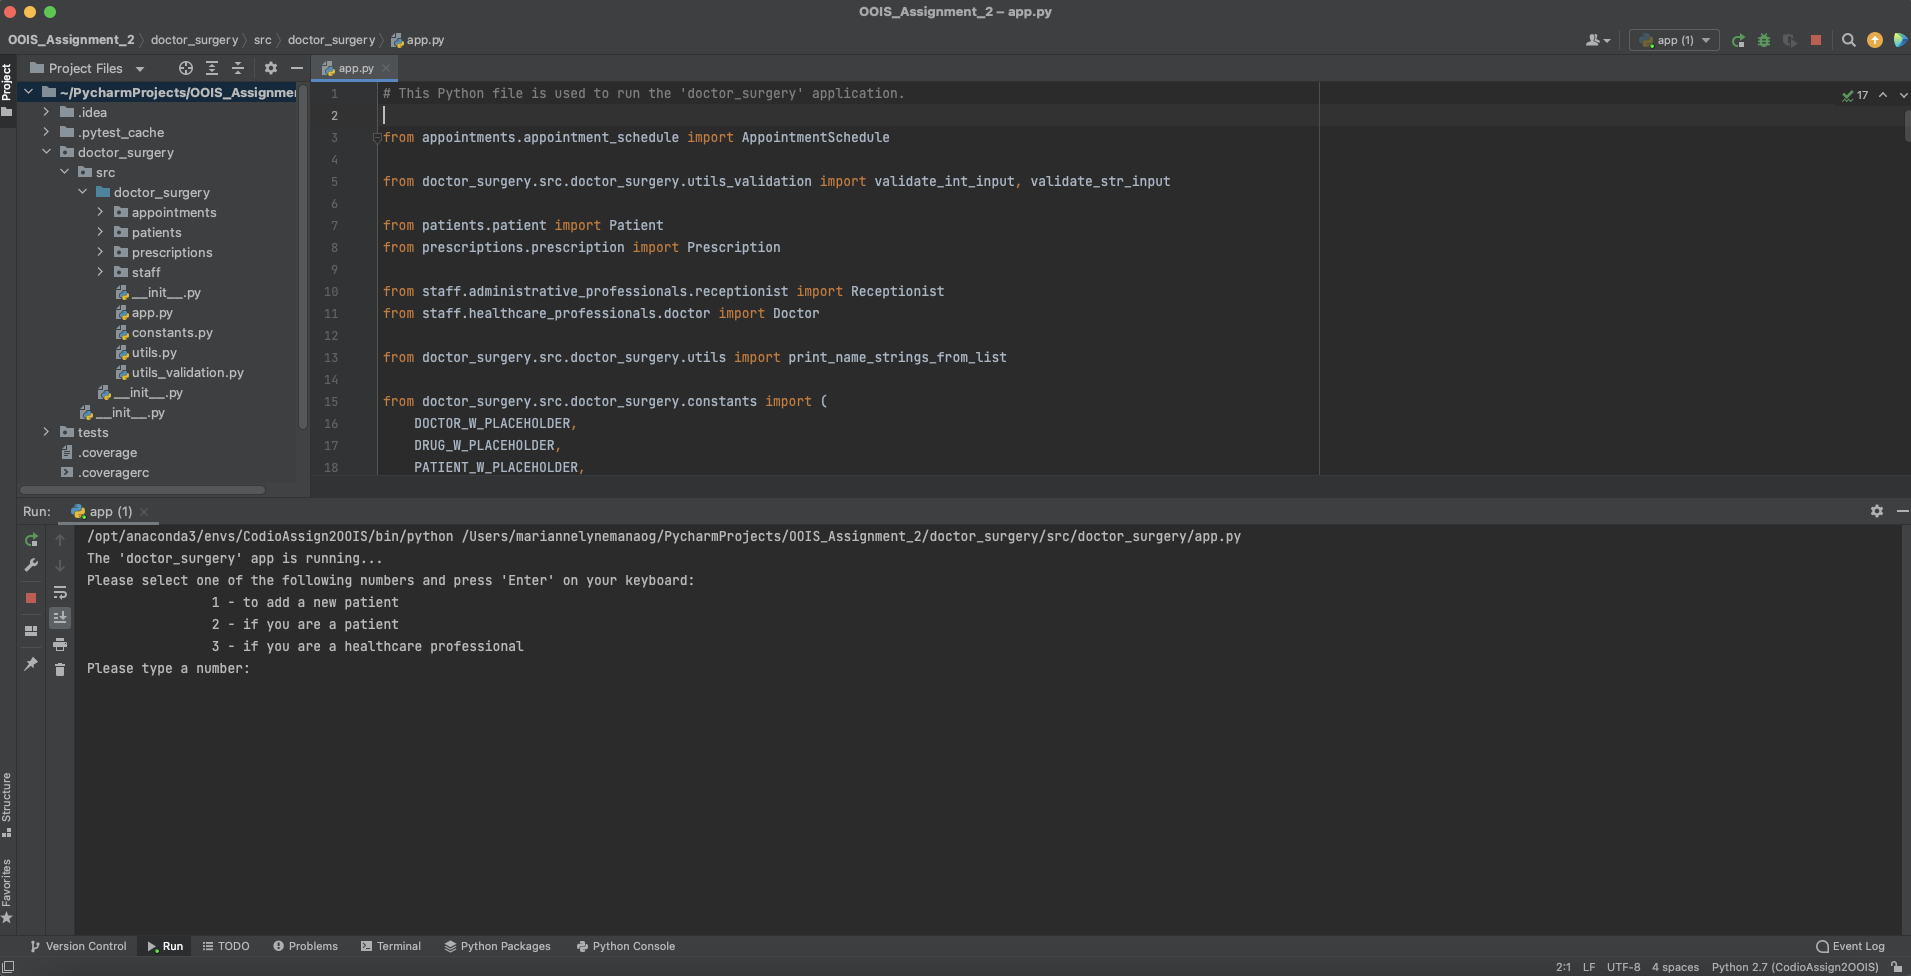 OOIS_Assignment_2 – app.py
OOIS_Assignment_2 doctor_surgery src doctor_surgery app.py
app (1)
Project
Project Files
app.py
~/PycharmProjects/OOIS_Assignmen
.idea
.pytest_cache
doctor_surgery
src
doctor_surgery
appointments
patients
prescriptions
staff
__init__.py
app.py
constants.py
utils.py
utils_validation.py
__init__.py
__init__.py
tests
.coverage
.coveragerc
17
1 # This Python file is used to run the 'doctor_surgery' application.
2
3 from appointments.appointment_schedule import AppointmentSchedule
4
5 from doctor_surgery.src.doctor_surgery.utils_validation import validate_int_input, validate_str_input
6
7 from patients.patient import Patient
8 from prescriptions.prescription import Prescription
9
10 from staff.administrative_professionals.receptionist import Receptionist
11 from staff.healthcare_professionals.doctor import Doctor
12
13 from doctor_surgery.src.doctor_surgery.utils import print_name_strings_from_list
14
15 from doctor_surgery.src.doctor_surgery.constants import (
16 DOCTOR_W_PLACEHOLDER,
17 DRUG_W_PLACEHOLDER,
18 PATIENT_W_PLACEHOLDER,
Run: app (1)
/opt/anaconda3/envs/CodioAssign2OOIS/bin/python /Users/mariannelynemanaog/PycharmProjects/OOIS_Assignment_2/doctor_surgery/src/doctor_surgery/app.py
The 'doctor_surgery' app is running...
Please select one of the following numbers and press 'Enter' on your keyboard:
1 - to add a new patient
2 - if you are a patient
3 - if you are a healthcare professional
Please type a number:
Structure
Favorites
Version Control Run TODO Problems Terminal Python Packages Python Console Event Log
2:1 LF UTF-8 4 spaces Python 2.7 (CodioAssign2OOIS)